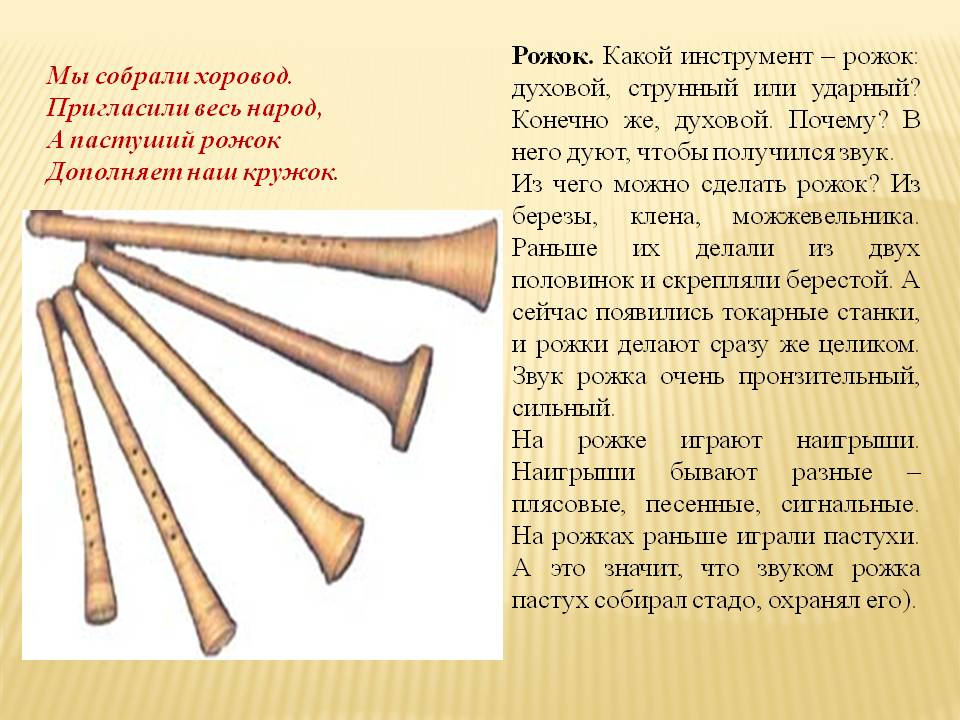 Мы собрали хоровод.
Пригласили весь народ,
А пастуший рожок
Дополняет наш кружок.
Рожок. Какой инструмент – рожок:
духовой, струнный или ударный?
Конечно же, духовой. Почему? В
него дуют, чтобы получился звук.
Из чего можно сделать рожок? Из
березы, клена, можжевельника.
Раньше их делали из двух
половинок и скрепляли берестой. А
сейчас появились токарные станки,
и рожки делают сразу же целиком.
Звук рожка очень пронзительный,
сильный.
На рожке играют наигрыши.
Наигрыши бывают разные –
плясовые, песенные, сигнальные.
На рожках раньше играли пастухи.
А это значит, что звуком рожка
пастух собирал стадо, охранял его).